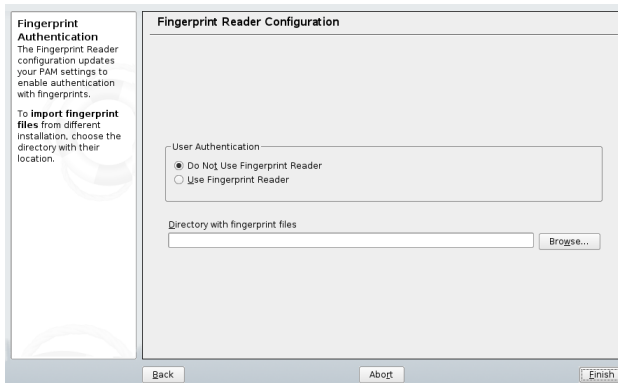 Fingerprint
Authentication
The Fingerprint Reader
configuration updates
your PAM settings to
enable authentication
with fingerprints.
To import fingerprint
files from different
installation, choose the
directory with their
location.
Fingerprint Reader Configuration
User Authentication
Do Not Use Fingerprint Reader
Use Fingerprint Reader
Directory with fingerprint files
Browse...
Back
Abort
Finish